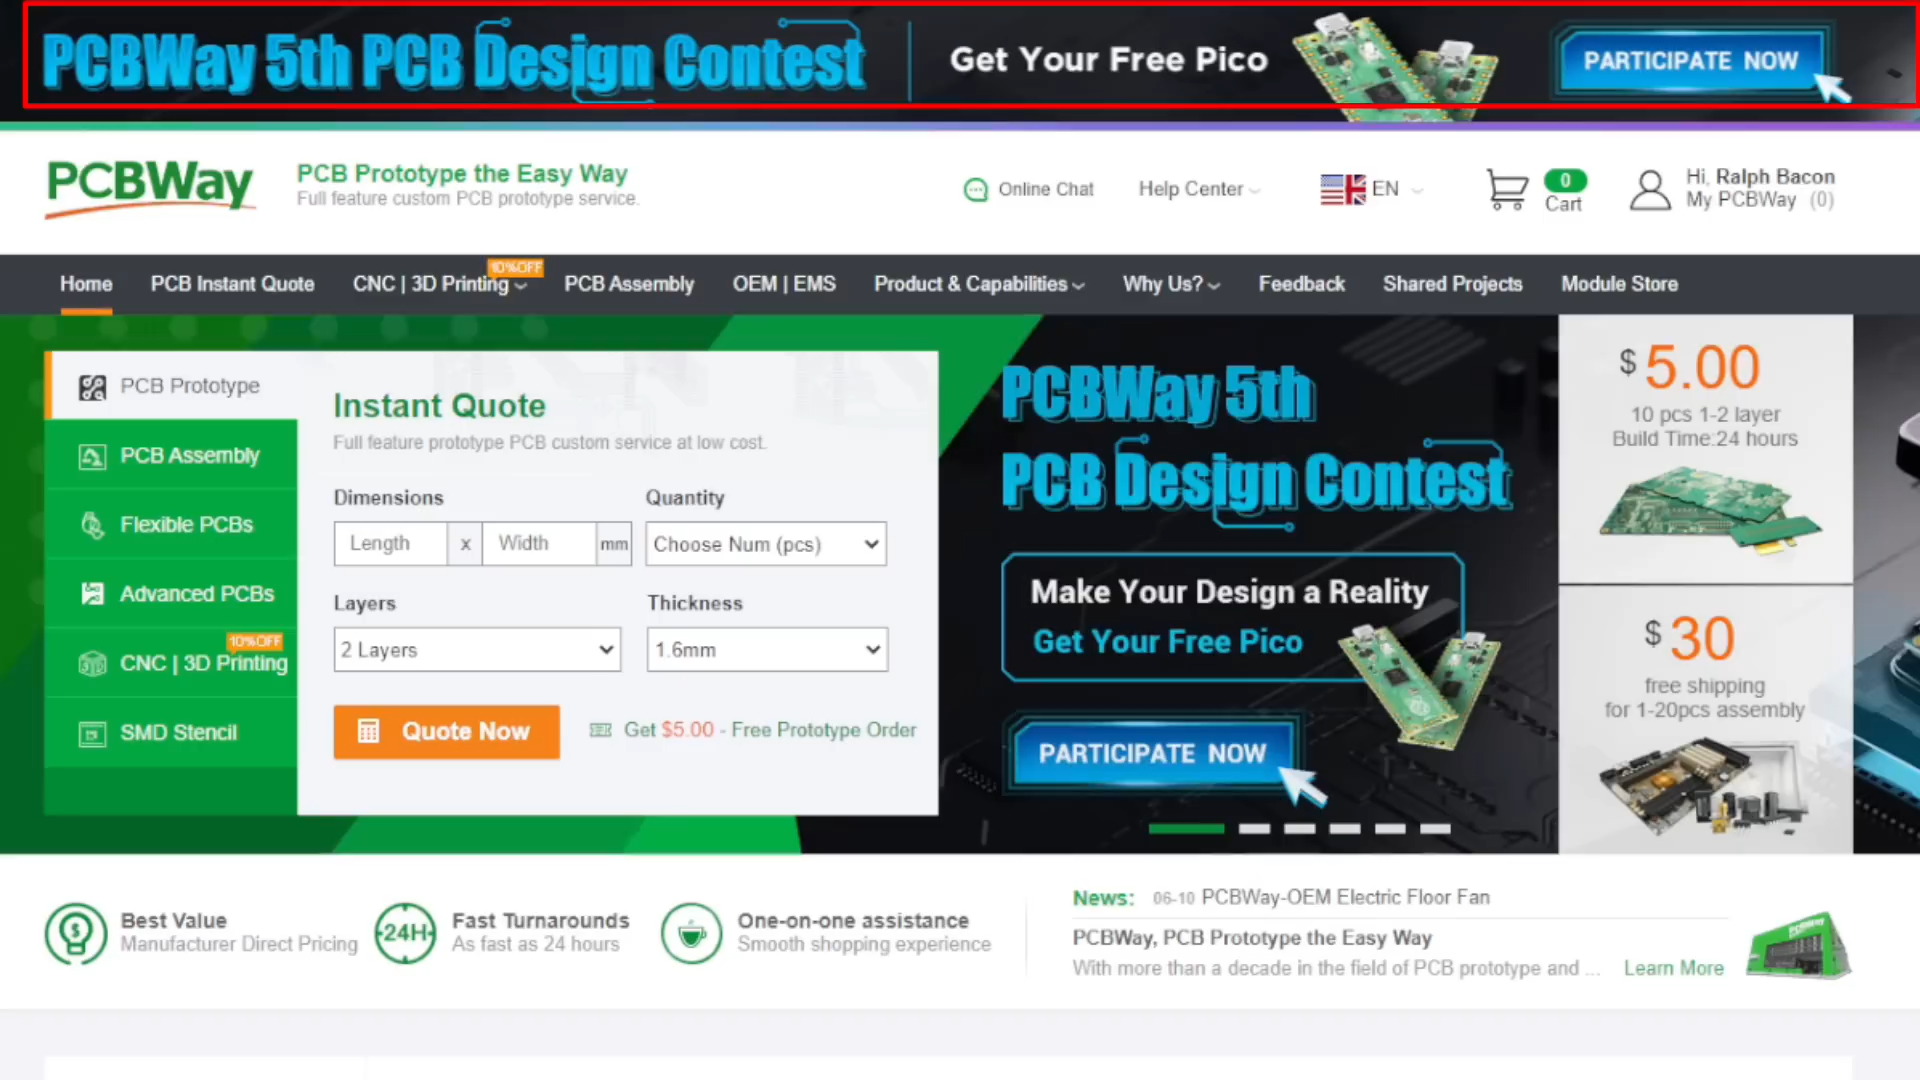 PCBWay 5th PCB Design Contest
Get Your Free Pico
PARTICIPATE NOW
PCBWay
PCB Prototype the Easy Way
Full feature custom PCB prototype service.
Online Chat
Help Center
EN
0
Cart
Hi, Ralph Bacon
My PCBWay (0)
Home
PCB Instant Quote
CNC | 3D Printing
10%OFF
PCB Assembly
OEM | EMS
Product & Capabilities
Why Us?
Feedback
Shared Projects
Module Store
PCB Prototype
PCB Assembly
Flexible PCBs
Advanced PCBs
10%OFF
CNC | 3D Printing
SMD Stencil
Instant Quote
Full feature prototype PCB custom service at low cost.
Dimensions
Quantity
Length x Width mm
Choose Num (pcs)
Layers
Thickness
2 Layers
1.6mm
Quote Now
Get $5.00 - Free Prototype Order
PCBWay 5th
PCB Design Contest
Make Your Design a Reality
Get Your Free Pico
PARTICIPATE NOW
$ 5.00
10 pcs 1-2 layer
Build Time:24 hours
$ 30
free shipping
for 1-20pcs assembly
Best Value
Manufacturer Direct Pricing
24H
Fast Turnarounds
As fast as 24 hours
One-on-one assistance
Smooth shopping experience
News: 06-10 PCBWay-OEM Electric Floor Fan
PCBWay, PCB Prototype the Easy Way
With more than a decade in the field of PCB prototype and ... Learn More
PCBWay